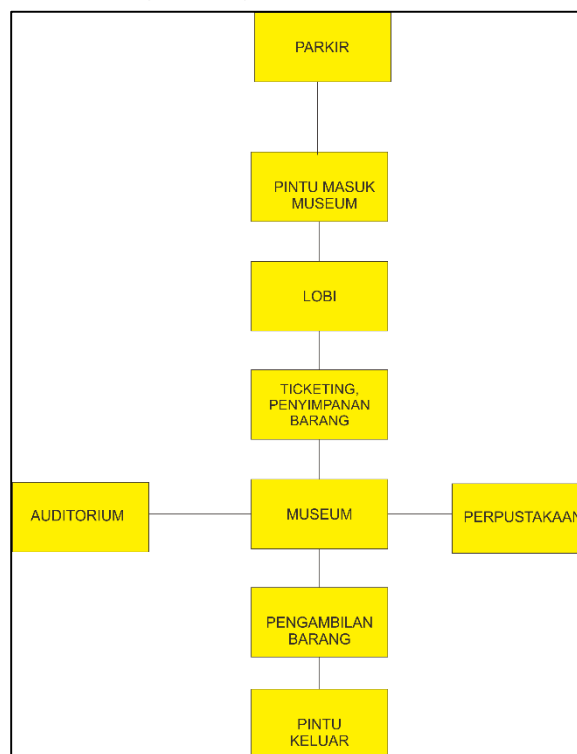 PARKIR
PINTU MASUK
MUSEUM
LOBI
TICKETING,
PENYIMPANAN
BARANG
AUDITORIUM
MUSEUM
PERPUSTAKAAN
PENGAMBILAN
BARANG
PINTU
KELUAR